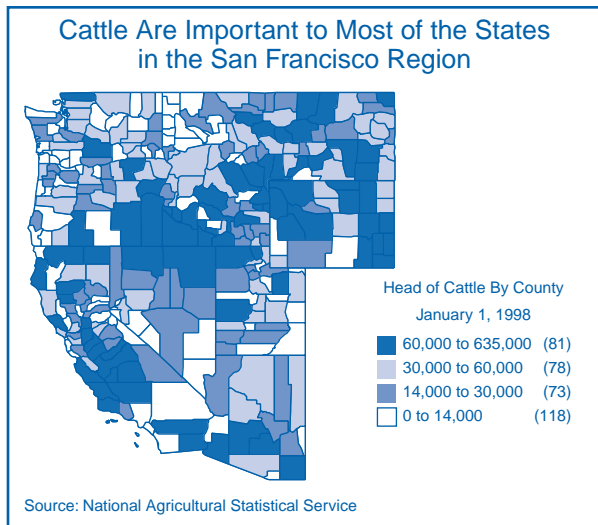 Cattle Are Important to Most of the States
in the San Francisco Region
Head of Cattle By County
January 1, 1998
60,000 to 635,000 (81)
30,000 to 60,000 (78)
14,000 to 30,000 (73)
0 to 14,000 (118)
Source: National Agricultural Statistical Service